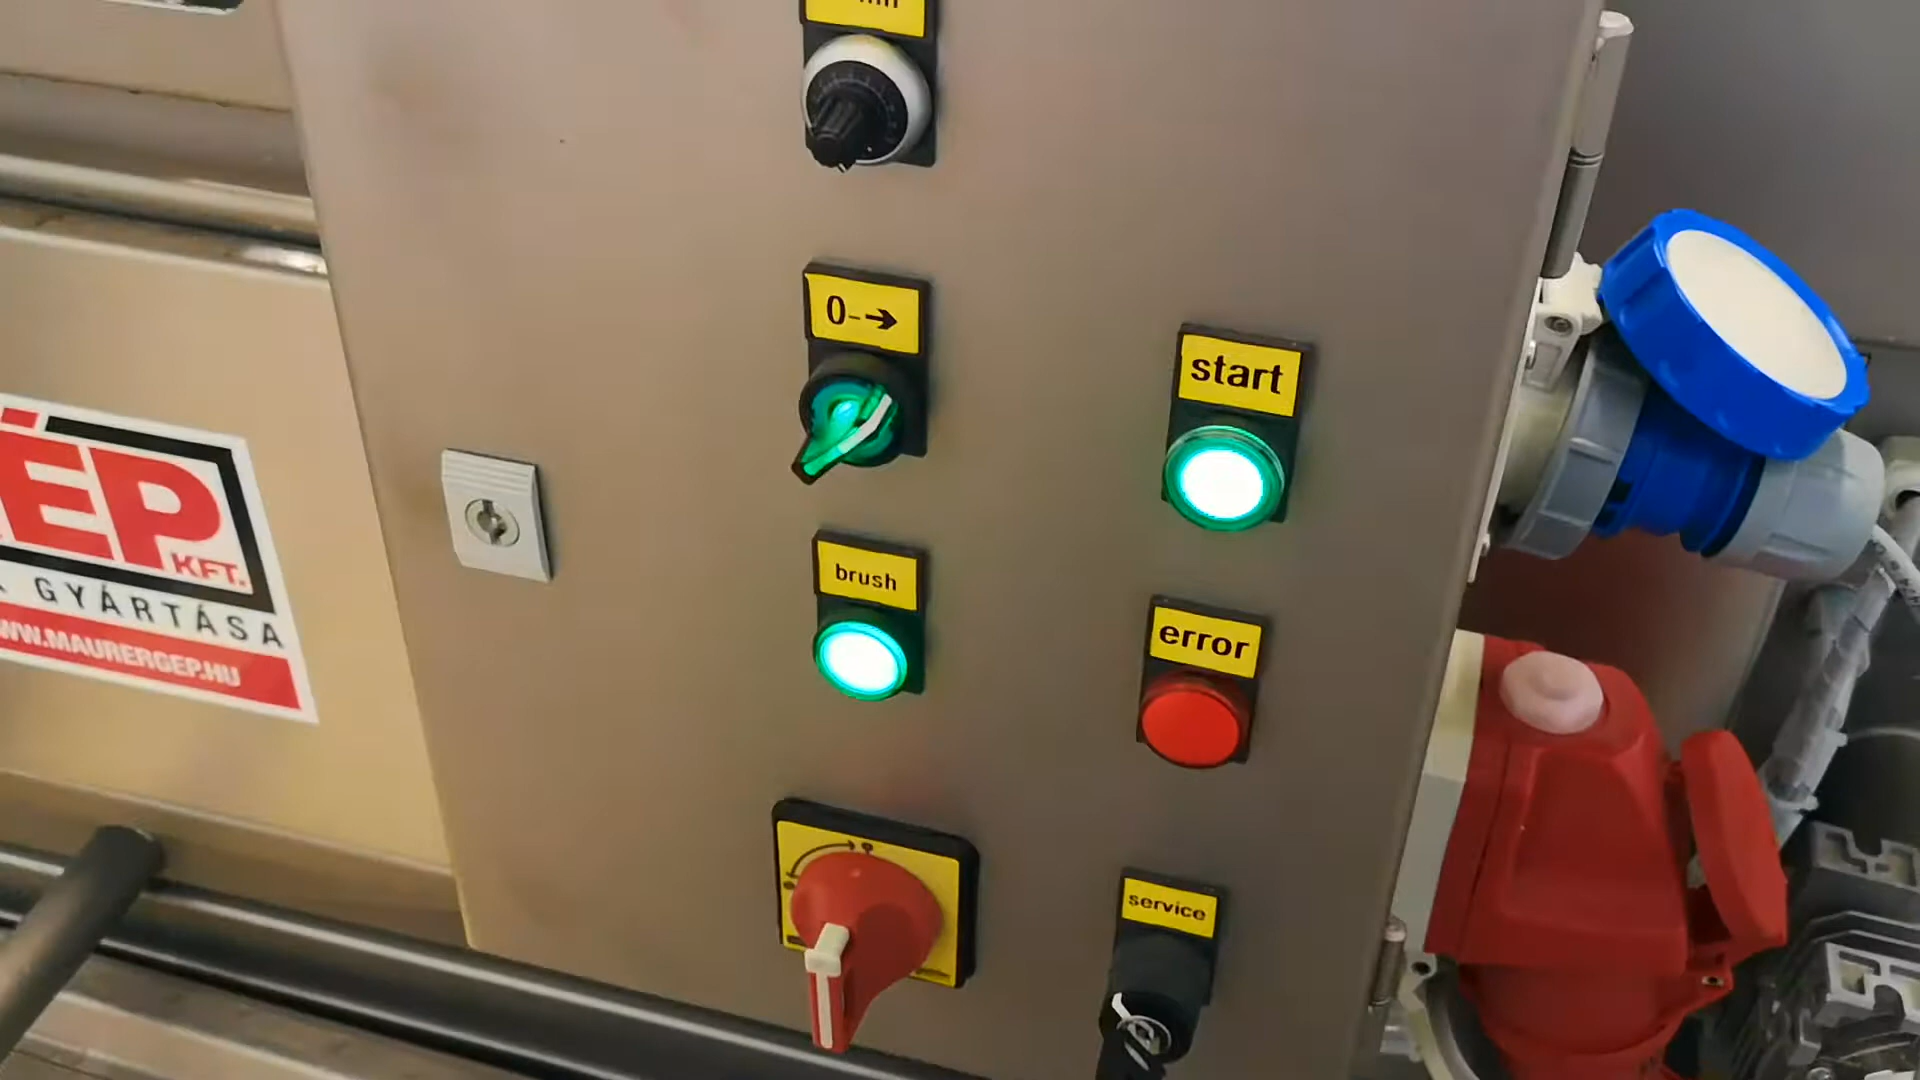 0-→
start
brush
error
service
ÉP
KFT.
GYÁRTÁSA
WWW.MAURERGEP.HU